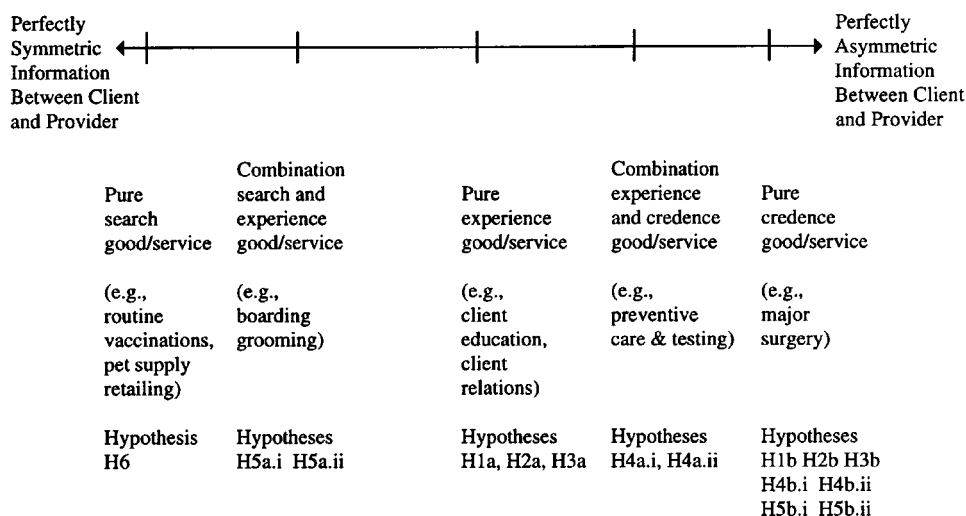 Perfectly
Symmetric
Information
Between Client
and Provider
Perfectly
Asymmetric
Information
Between Client
and Provider
Pure
search
good/service
Combination
search and
experience
good/service
Pure
experience
good/service
Combination
experience
and credence
good/service
Pure
credence
good/service
(e.g.,
routine
vaccinations,
pet supply
retailing)
(e.g.,
boarding
grooming)
(e.g.,
client
education,
client
relations)
(e.g.,
preventive
care & testing)
(e.g.,
major
surgery)
Hypothesis
H6
Hypotheses
H5a.i H5a.ii
Hypotheses
H1a, H2a, H3a
Hypotheses
H4a.i, H4a.ii
Hypotheses
H1b H2b H3b
H4b.i H4b.ii
H5b.i H5b.ii